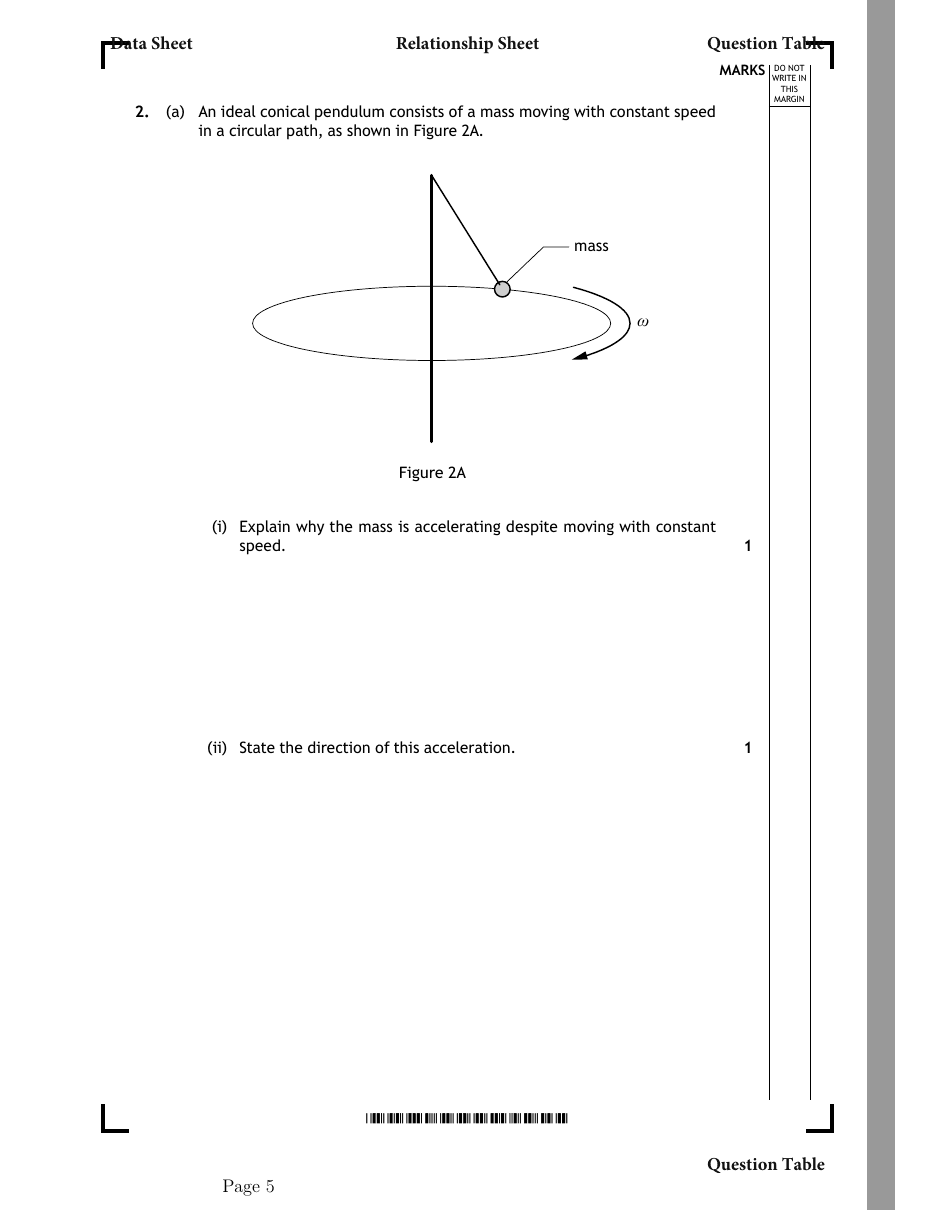 Data Sheet Relationship Sheet Question Table
MARKS
DO NOT
WRITE IN
THIS
MARGIN
2. (a) An ideal conical pendulum consists of a mass moving with constant speed
in a circular path, as shown in Figure 2A.
mass
ω
Figure 2A
(i) Explain why the mass is accelerating despite moving with constant
speed. 1
(ii) State the direction of this acceleration. 1
Question Table
Page 5